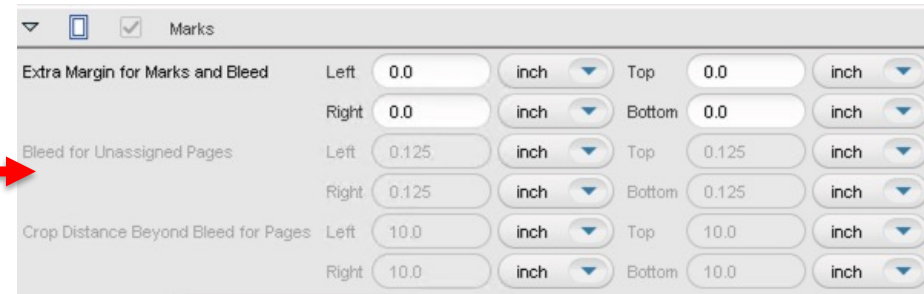 Marks
Extra Margin for Marks and Bleed Left 0.0 inch Top 0.0 inch
Right 0.0 inch Bottom 0.0 inch
Bleed for Unassigned Pages Left 0.125 inch Top 0.125 inch
Right 0.125 inch Bottom 0.125 inch
Crop Distance Beyond Bleed for Pages Left 10.0 inch Top 10.0 inch
Right 10.0 inch Bottom 10.0 inch